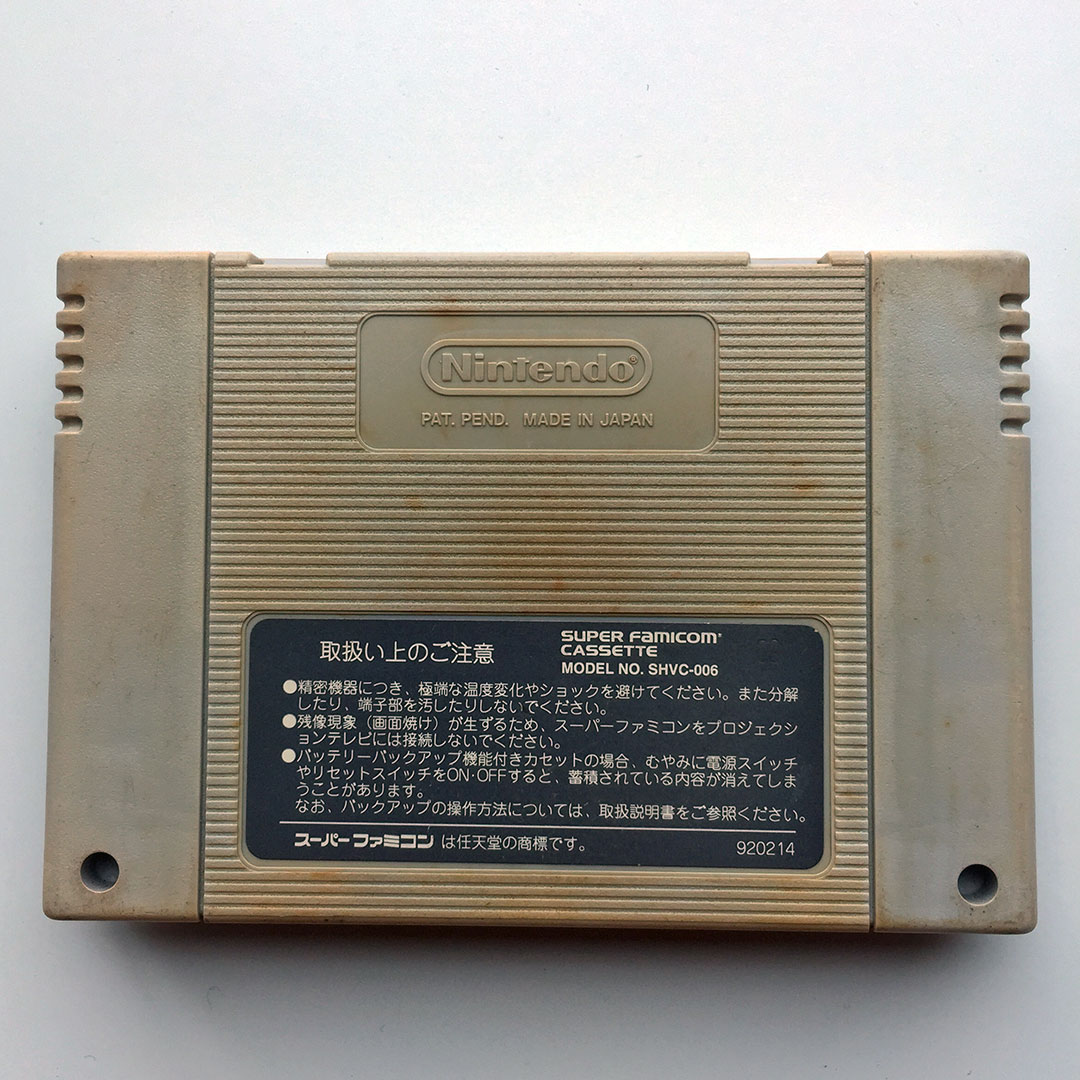 Nintendo®
PAT. PEND. MADE IN JAPAN
取扱い上のご注意
SUPER FAMICOM
CASSETTE
MODEL NO. SHVC-006
●精密機器につき、極端な温度変化やショックを避けてください。また分解
したり、端子部を汚したりしないでください。
●残像現象（画面焼け）が生ずるため、スーパーファミコンをプロジェクシ
ョンテレビには接続しないでください。
●バッテリーバックアップ機能付きカセットの場合、むやみに電源スイッチ
やリセットスイッチをON・OFFすると、蓄積されている内容が消えてしま
うことがあります。
なお、バックアップの操作方法については、取扱説明書をご参照ください。
スーパーファミコン は任天堂の商標です。
920214